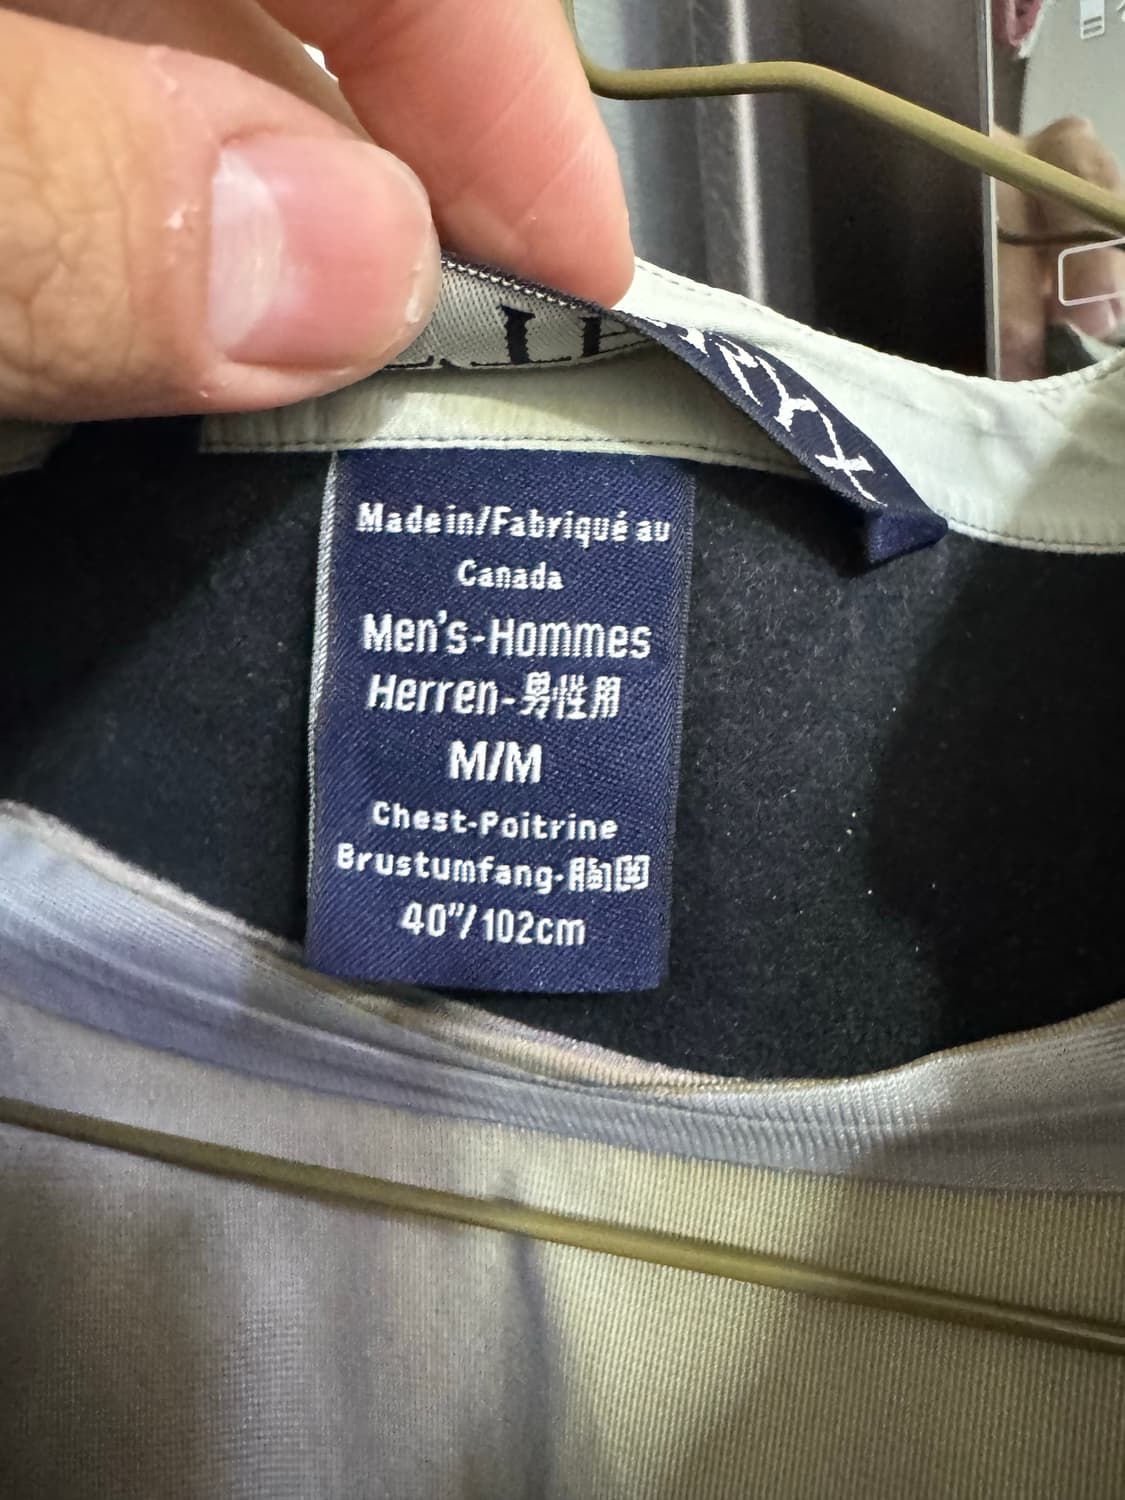 Made in/Fabriqué au
Canada
Men's-Hommes
Herren-男性用
M/M
Chest-Poitrine
Brustumfang-胸囲
40"/102cm